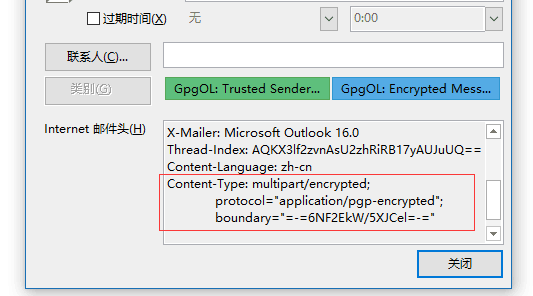 过期时间(X)
无
0:00
联系人(C)...
类别(G)
GpgOL: Trusted Sender...
GpgOL: Encrypted Mess...
Internet 邮件头(H)
X-Mailer: Microsoft Outlook 16.0
Thread-Index: AQKX3lf2zvnAsU2zhRiRB17yAUJuUQ==
Content-Language: zh-cn
Content-Type: multipart/encrypted;
protocol="application/pgp-encrypted";
boundary="=-=6NF2EkW/5XJCel=-="
关闭